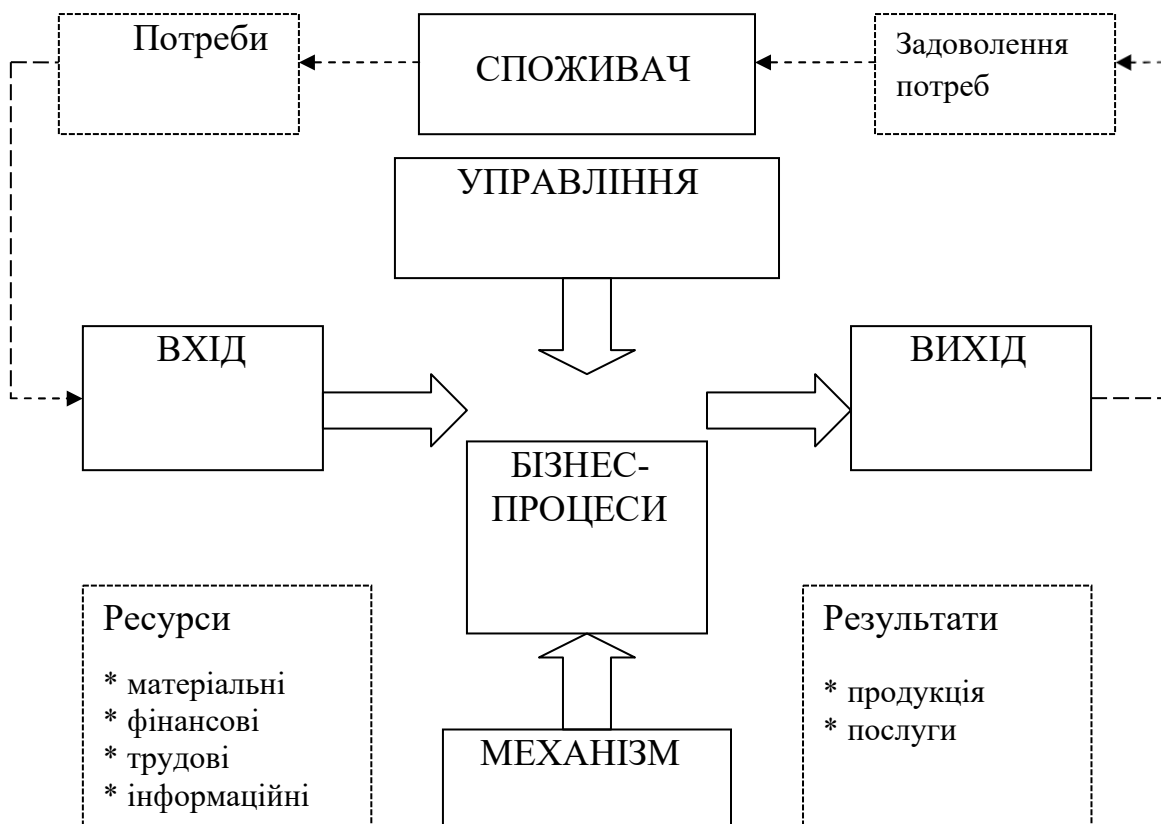 Потреби
СПОЖИВАЧ
Задоволення
потреб
УПРАВЛІННЯ
ВХІД
ВИХІД
БІЗНЕС-
ПРОЦЕСИ
Ресурси
* матеріальні
* фінансові
* трудові
* інформаційні
Результати
* продукція
* послуги
МЕХАНІЗМ